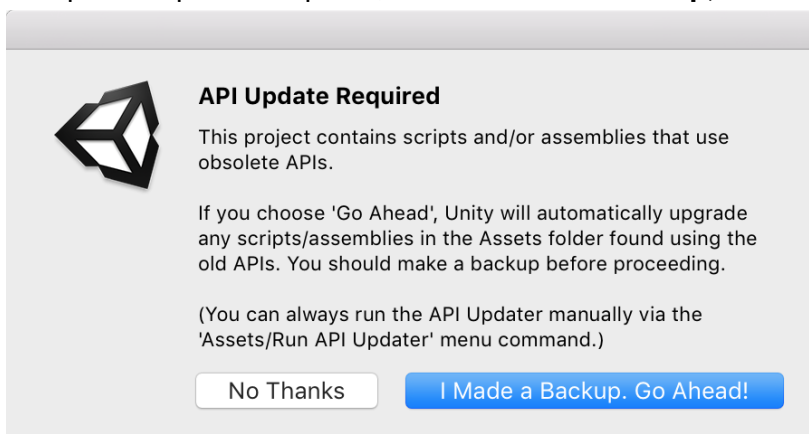 API Update Required
This project contains scripts and/or assemblies that use
obsolete APIs.
If you choose 'Go Ahead', Unity will automatically upgrade
any scripts/assemblies in the Assets folder found using the
old APIs. You should make a backup before proceeding.
(You can always run the API Updater manually via the
'Assets/Run API Updater' menu command.)
No Thanks
I Made a Backup. Go Ahead!